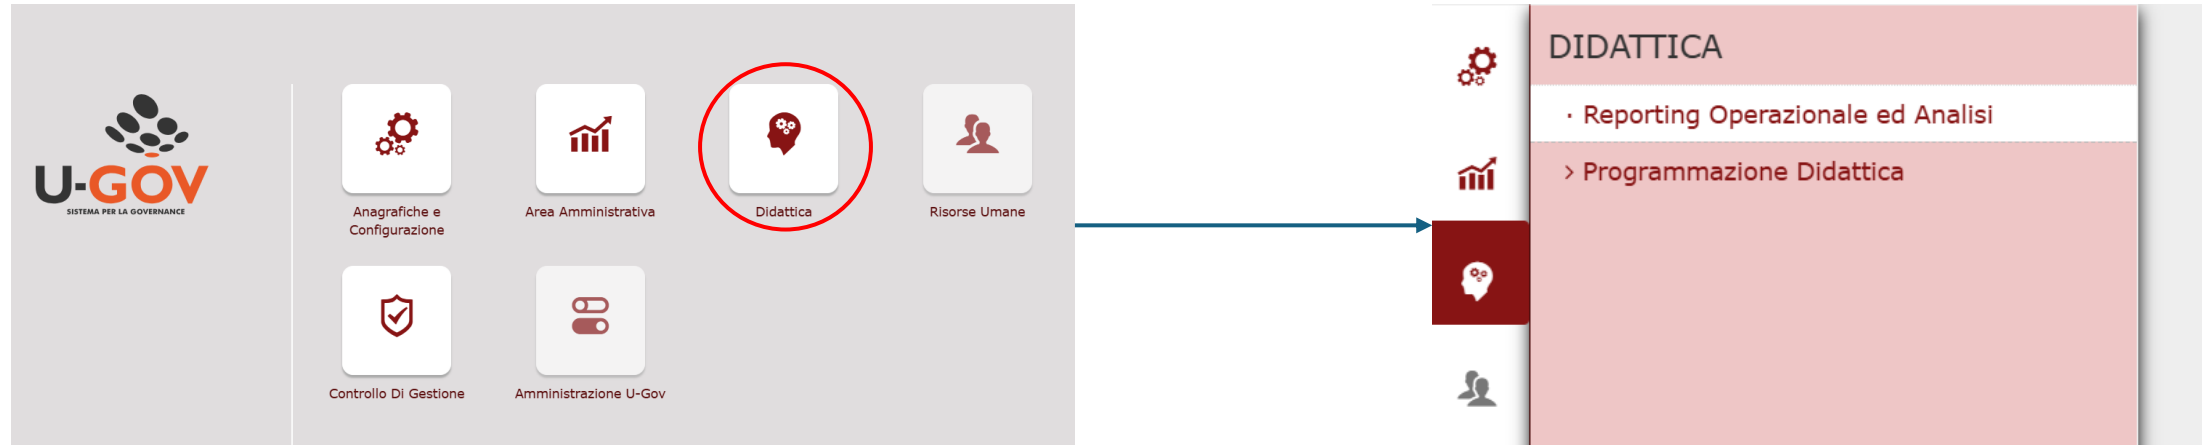 U-GOV
SISTEMA PER LA GOVERNANCE
Anagrafiche e
Configurazione
Area Amministrativa
Didattica
Risorse Umane
Controllo Di Gestione
Amministrazione U-Gov
DIDATTICA
· Reporting Operazionale ed Analisi
> Programmazione Didattica